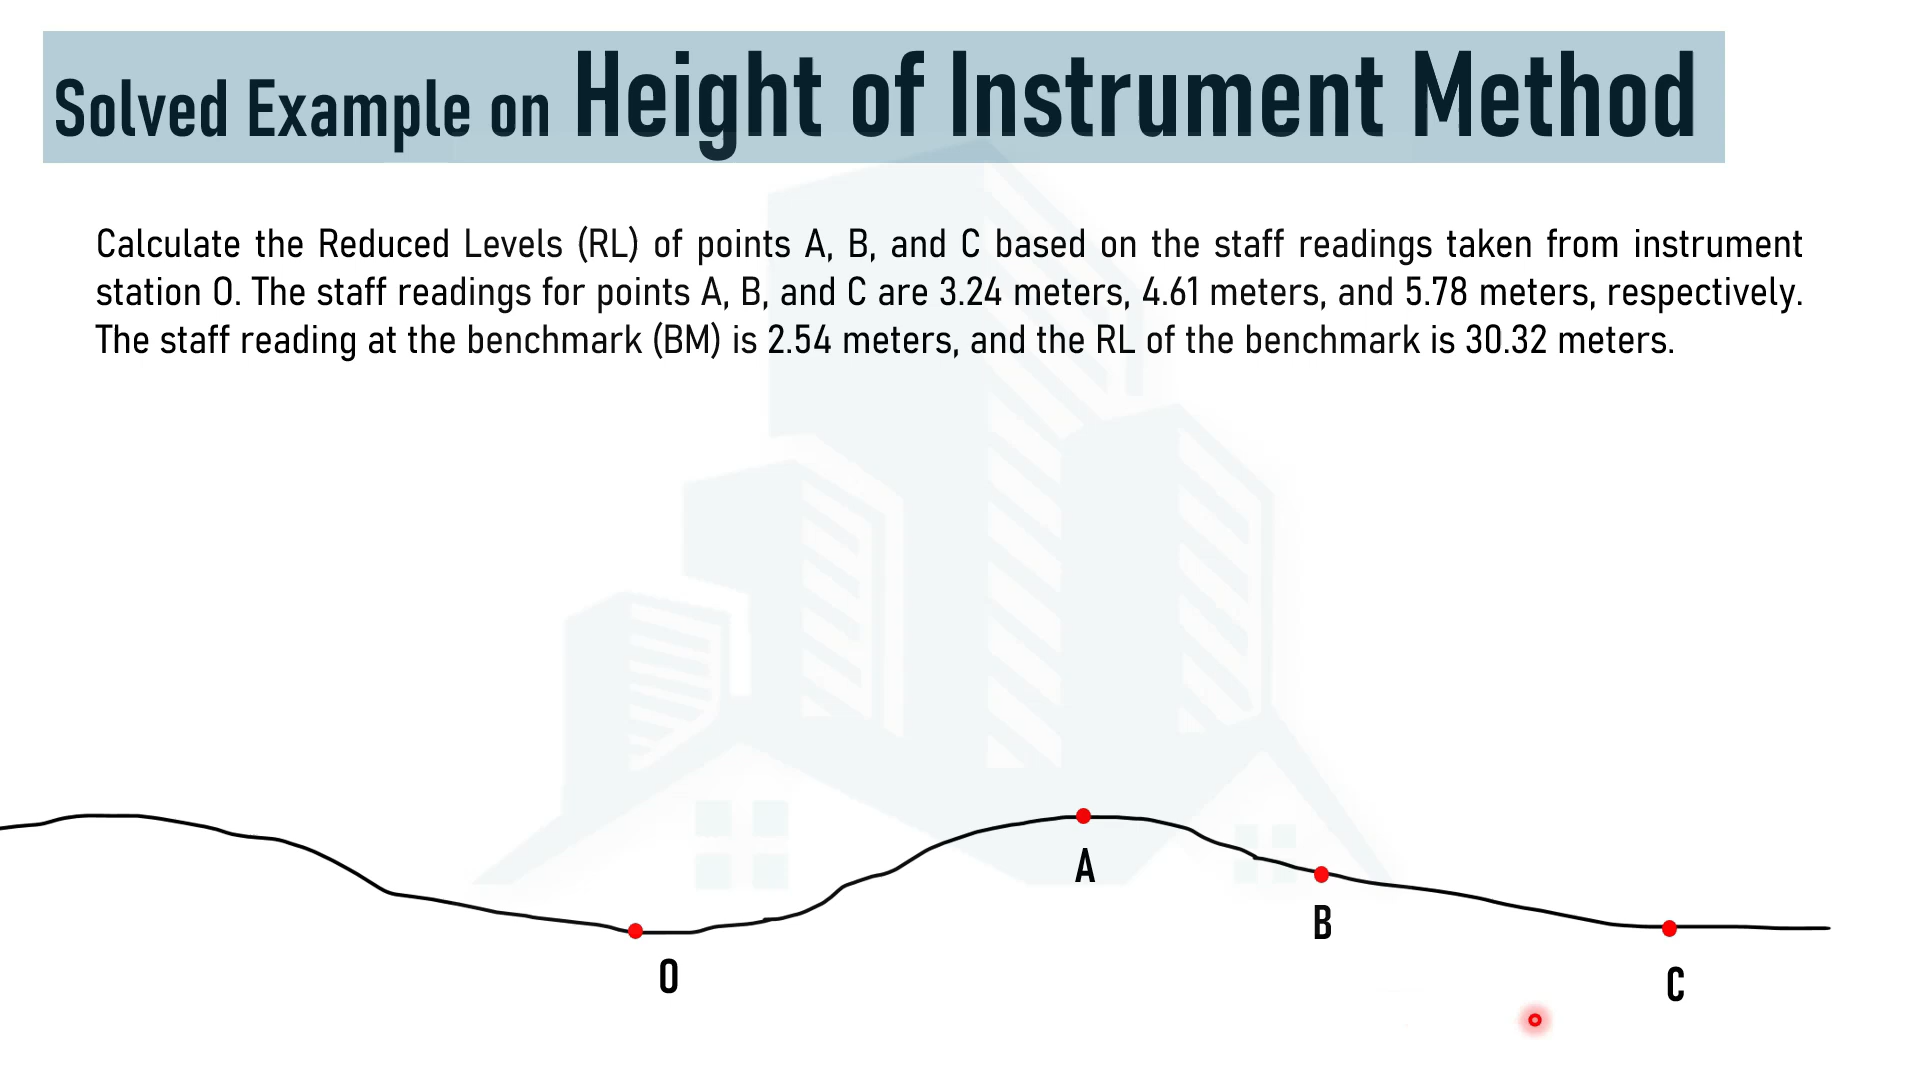 Solved Example on Height of Instrument Method
Calculate the Reduced Levels (RL) of points A, B, and C based on the staff readings taken from instrument
station O. The staff readings for points A, B, and C are 3.24 meters, 4.61 meters, and 5.78 meters, respectively.
The staff reading at the benchmark (BM) is 2.54 meters, and the RL of the benchmark is 30.32 meters.
A
B
O
C